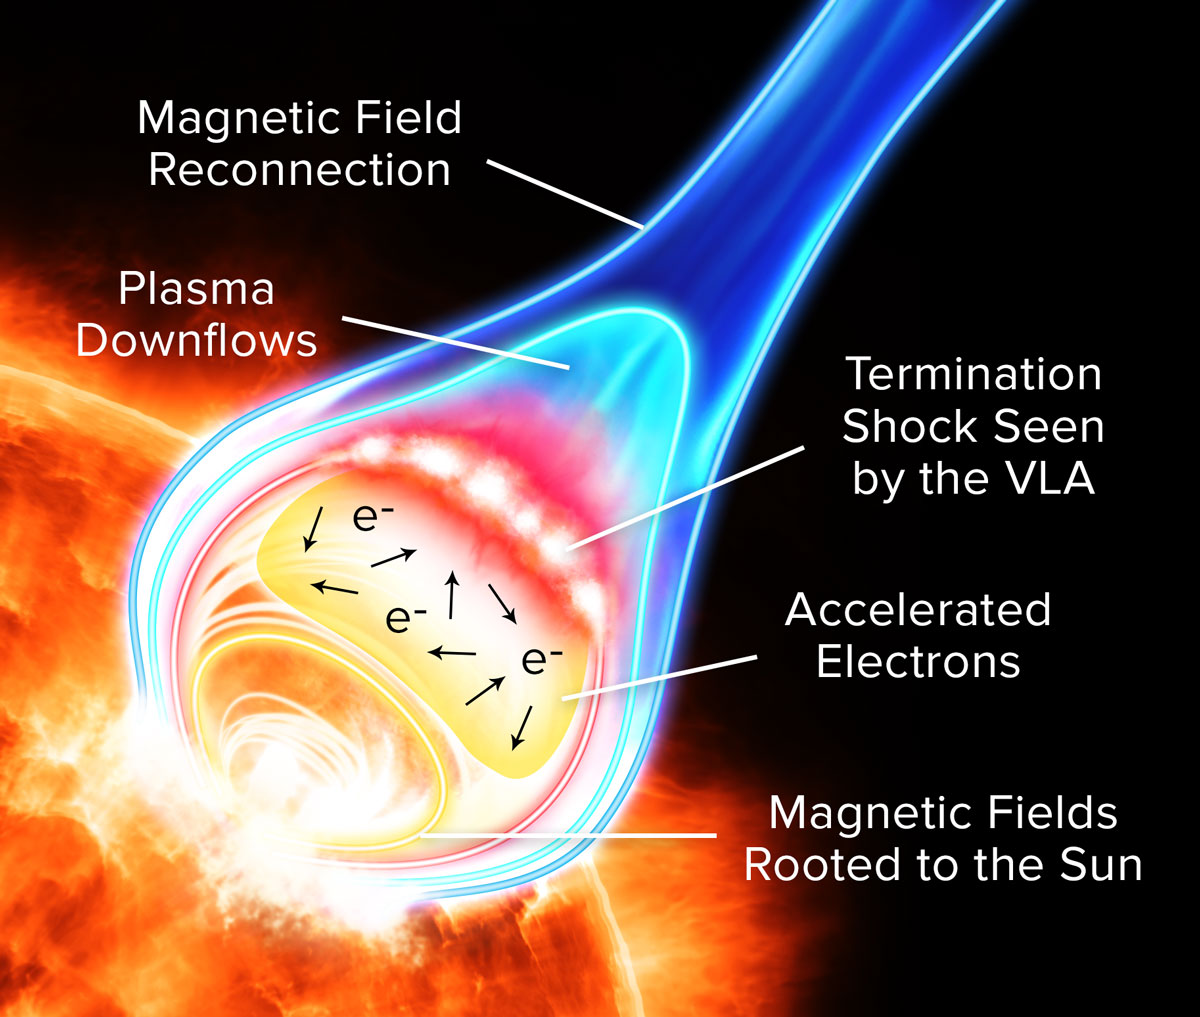 Magnetic Field
Reconnection
Plasma
Downflows
Termination
Shock Seen
by the VLA
e-
e-
e-
Accelerated
Electrons
Magnetic Fields
Rooted to the Sun